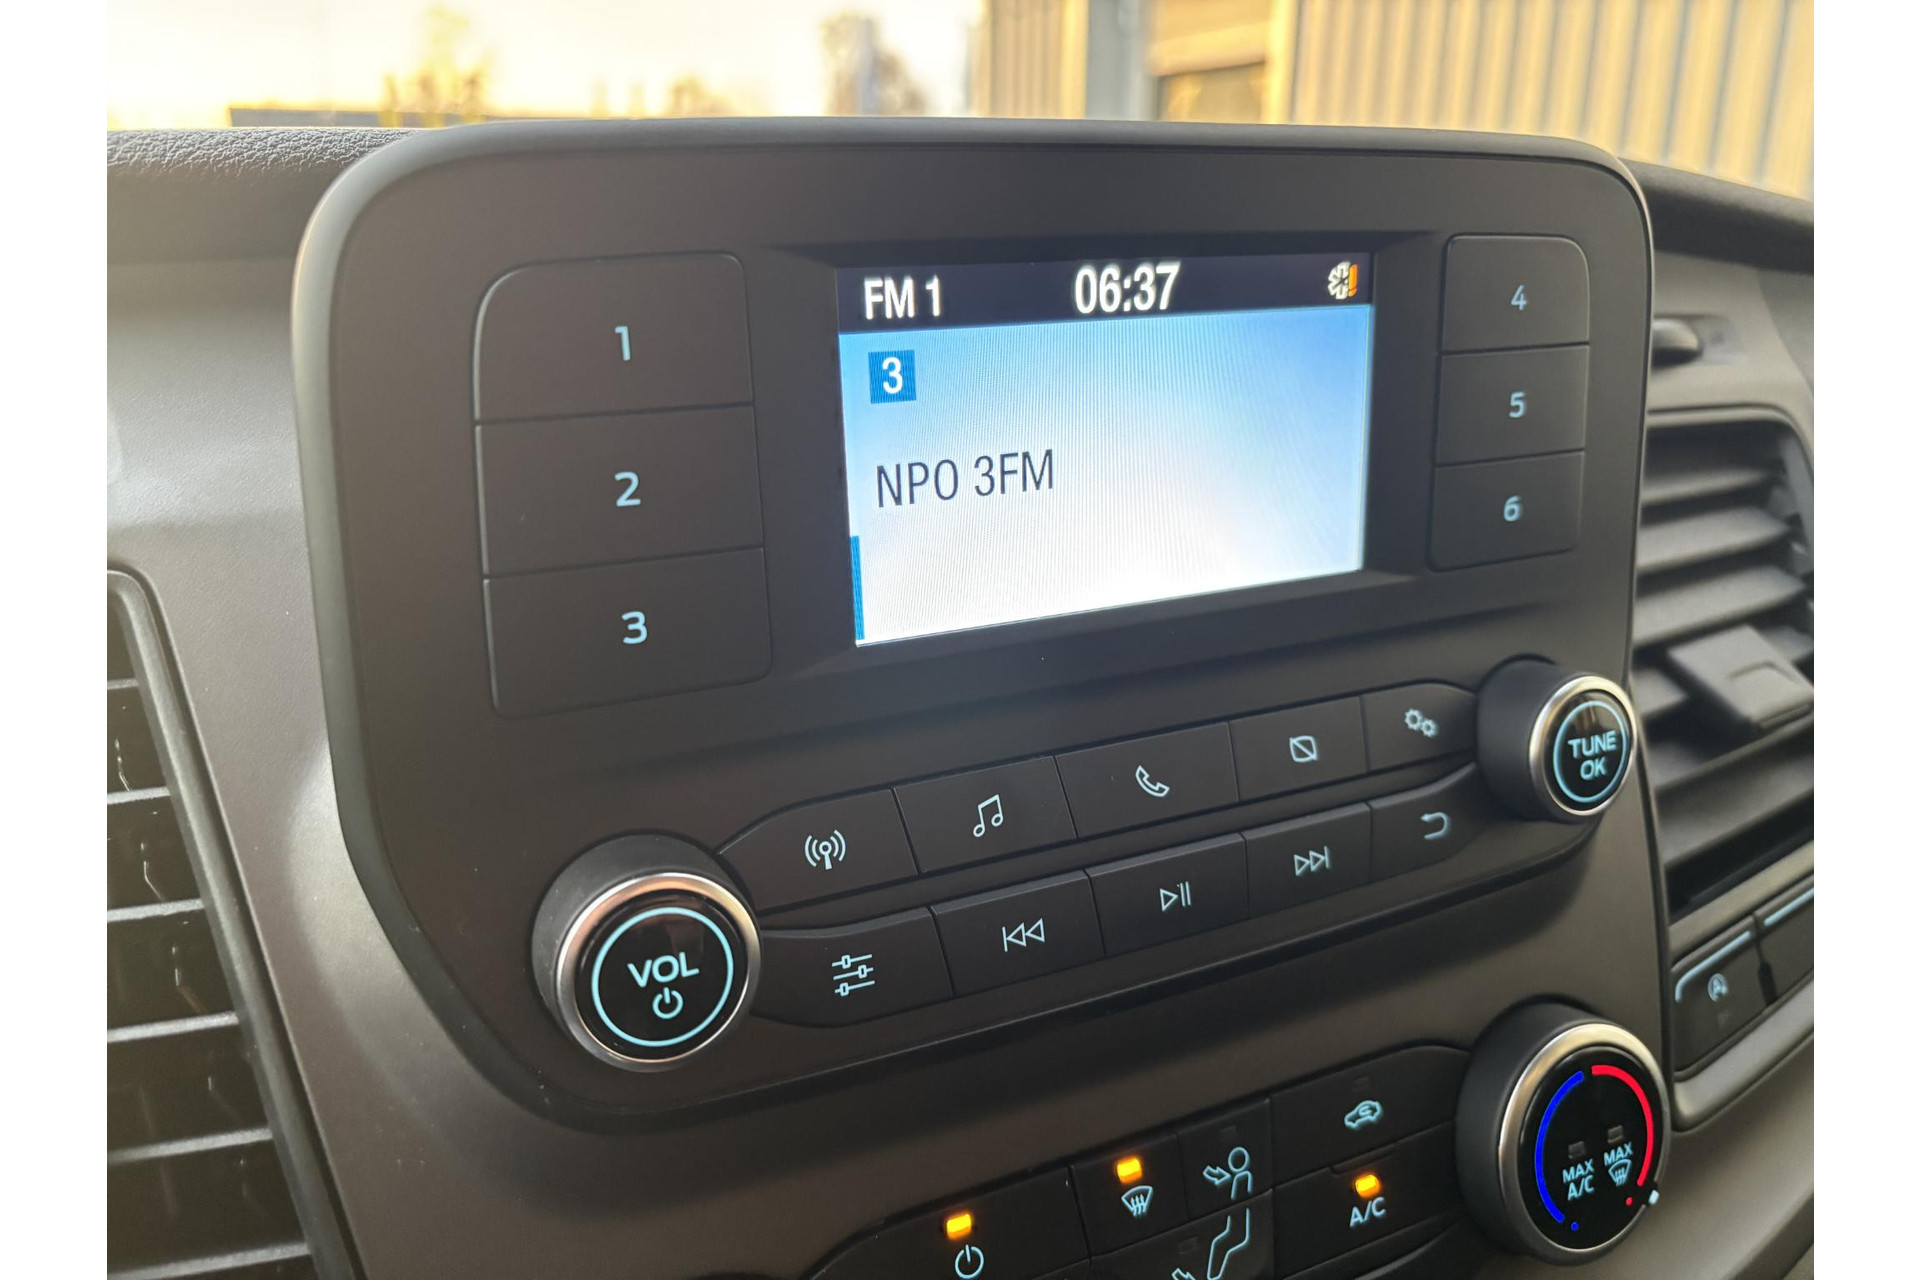 FM 1 06:37
3
NPO 3FM
1
2
3
4
5
6
TUNE
OK
VOL
MAX
A/C
MAX
A/C